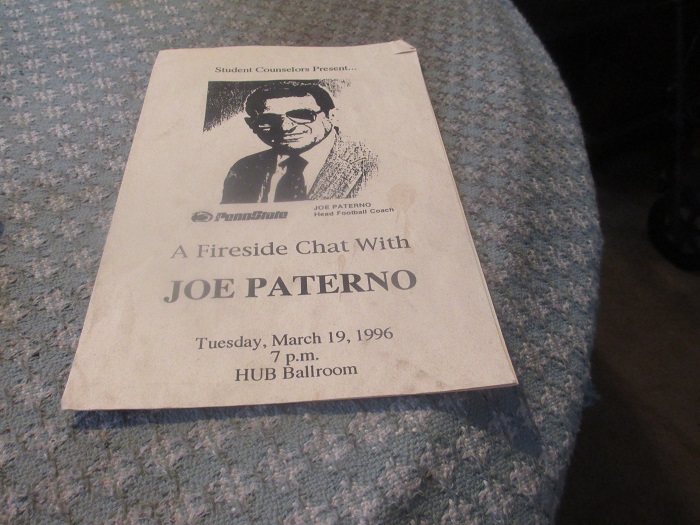 Student Counselors Present...
PennState
JOE PATERNO
Head Football Coach
A Fireside Chat With
JOE PATERNO
Tuesday, March 19, 1996
7 p.m.
HUB Ballroom